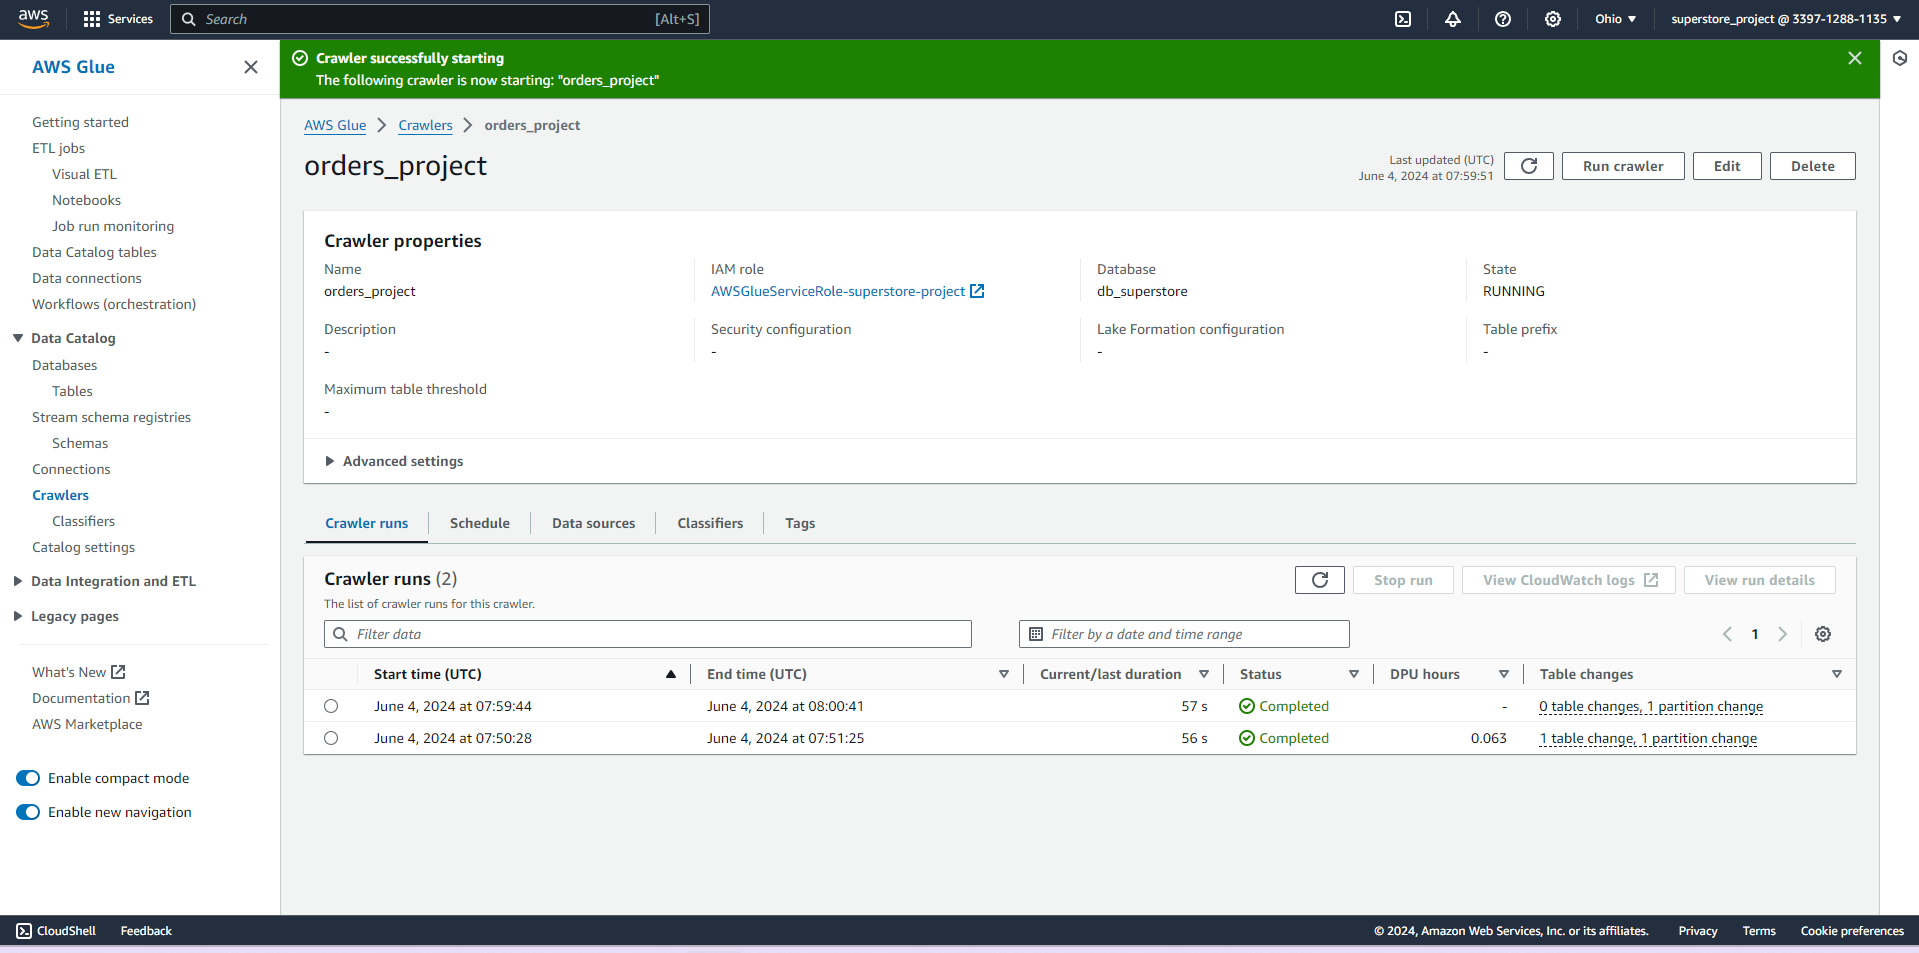 aws
Services
Search
[Alt+S]
Ohio
superstore_project @ 3397-1288-1135
AWS Glue
Getting started
ETL jobs
Visual ETL
Notebooks
Job run monitoring
Data Catalog tables
Data connections
Workflows (orchestration)
Data Catalog
Databases
Tables
Stream schema registries
Schemas
Connections
Crawlers
Classifiers
Catalog settings
Data Integration and ETL
Legacy pages
What's New
Documentation
AWS Marketplace
Enable compact mode
Enable new navigation
Crawler successfully starting
The following crawler is now starting: "orders_project"
AWS Glue
Crawlers
orders_project
orders_project
Last updated (UTC)
June 4, 2024 at 07:59:51
Run crawler
Edit
Delete
Crawler properties
Name
orders_project
IAM role
AWSGlueServiceRole-superstore-project
Database
db_superstore
State
RUNNING
Description
-
Security configuration
-
Lake Formation configuration
-
Table prefix
-
Maximum table threshold
-
Advanced settings
Crawler runs
Schedule
Data sources
Classifiers
Tags
Crawler runs (2)
The list of crawler runs for this crawler.
Stop run
View CloudWatch logs
View run details
Filter data
Filter by a date and time range
1
Start time (UTC) End time (UTC) Current/last duration Status DPU hours Table changes
June 4, 2024 at 07:59:44 June 4, 2024 at 08:00:41 57 s Completed - 0 table changes, 1 partition change
June 4, 2024 at 07:50:28 June 4, 2024 at 07:51:25 56 s Completed 0.063 1 table change, 1 partition change
CloudShell
Feedback
© 2024, Amazon Web Services, Inc. or its affiliates.
Privacy
Terms
Cookie preferences